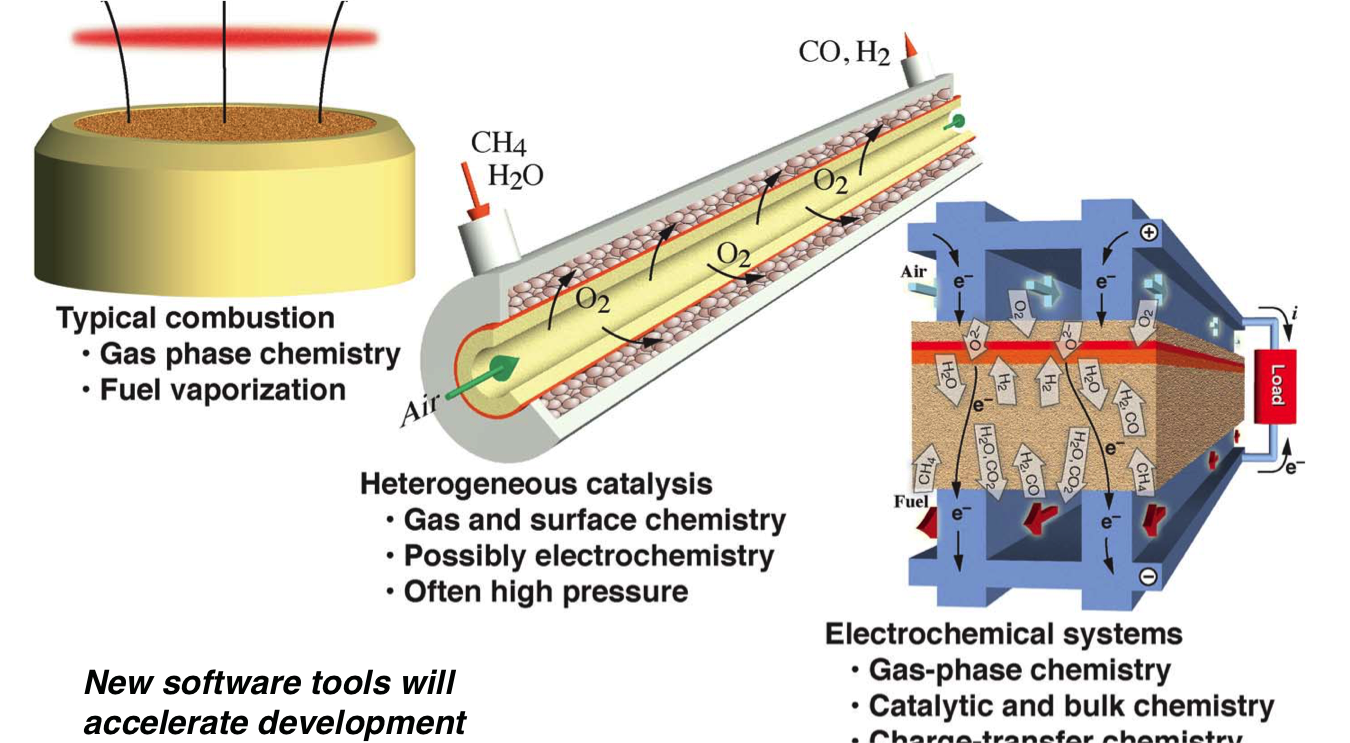 CO, H2
CH4
H2O
O2
O2
O2
Air
Typical combustion
• Gas phase chemistry
• Fuel vaporization
Heterogeneous catalysis
• Gas and surface chemistry
• Possibly electrochemistry
• Often high pressure
+
Air
e–
e–
O2
O2
O2–
O2–
i
Load
H2O
H2
H2
H2O
H2, CO
e–
e–
CH4
H2O, CO2
H2, CO
H2O, CO2
CH4
e–
Fuel
e–
e–
–
Electrochemical systems
• Gas-phase chemistry
• Catalytic and bulk chemistry
• Charge-transfer chemistry
New software tools will
accelerate development